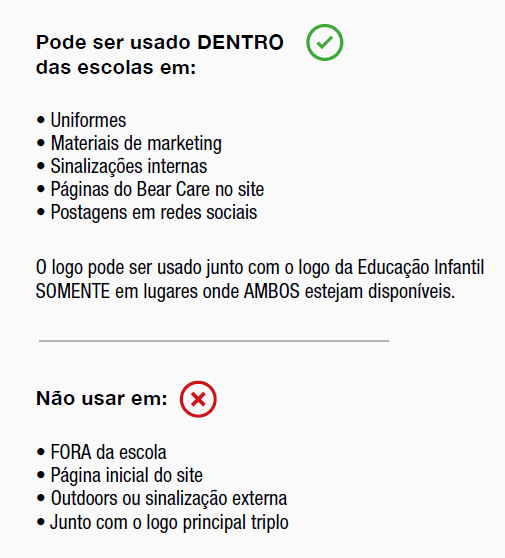 Pode ser usado DENTRO
das escolas em:
• Uniformes
• Materiais de marketing
• Sinalizações internas
• Páginas do Bear Care no site
• Postagens em redes sociais
O logo pode ser usado junto com o logo da Educação Infantil
SOMENTE em lugares onde AMBOS estejam disponíveis.
Não usar em:
• FORA da escola
• Página inicial do site
• Outdoors ou sinalização externa
• Junto com o logo principal triplo